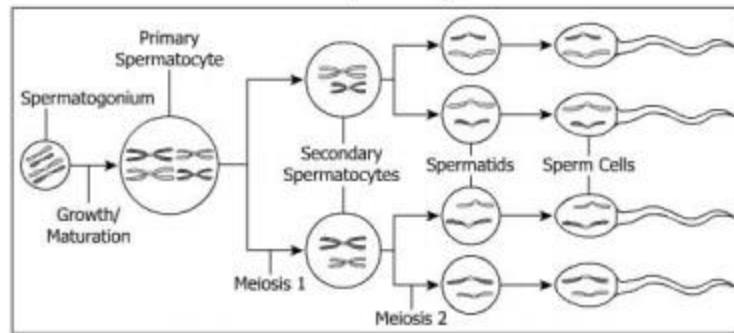 Primary
Spermatocyte
Spermatogonium
Growth/
Maturation
Meiosis 1
Secondary
Spermatocytes
Meiosis 2
Spermatids
Sperm Cells